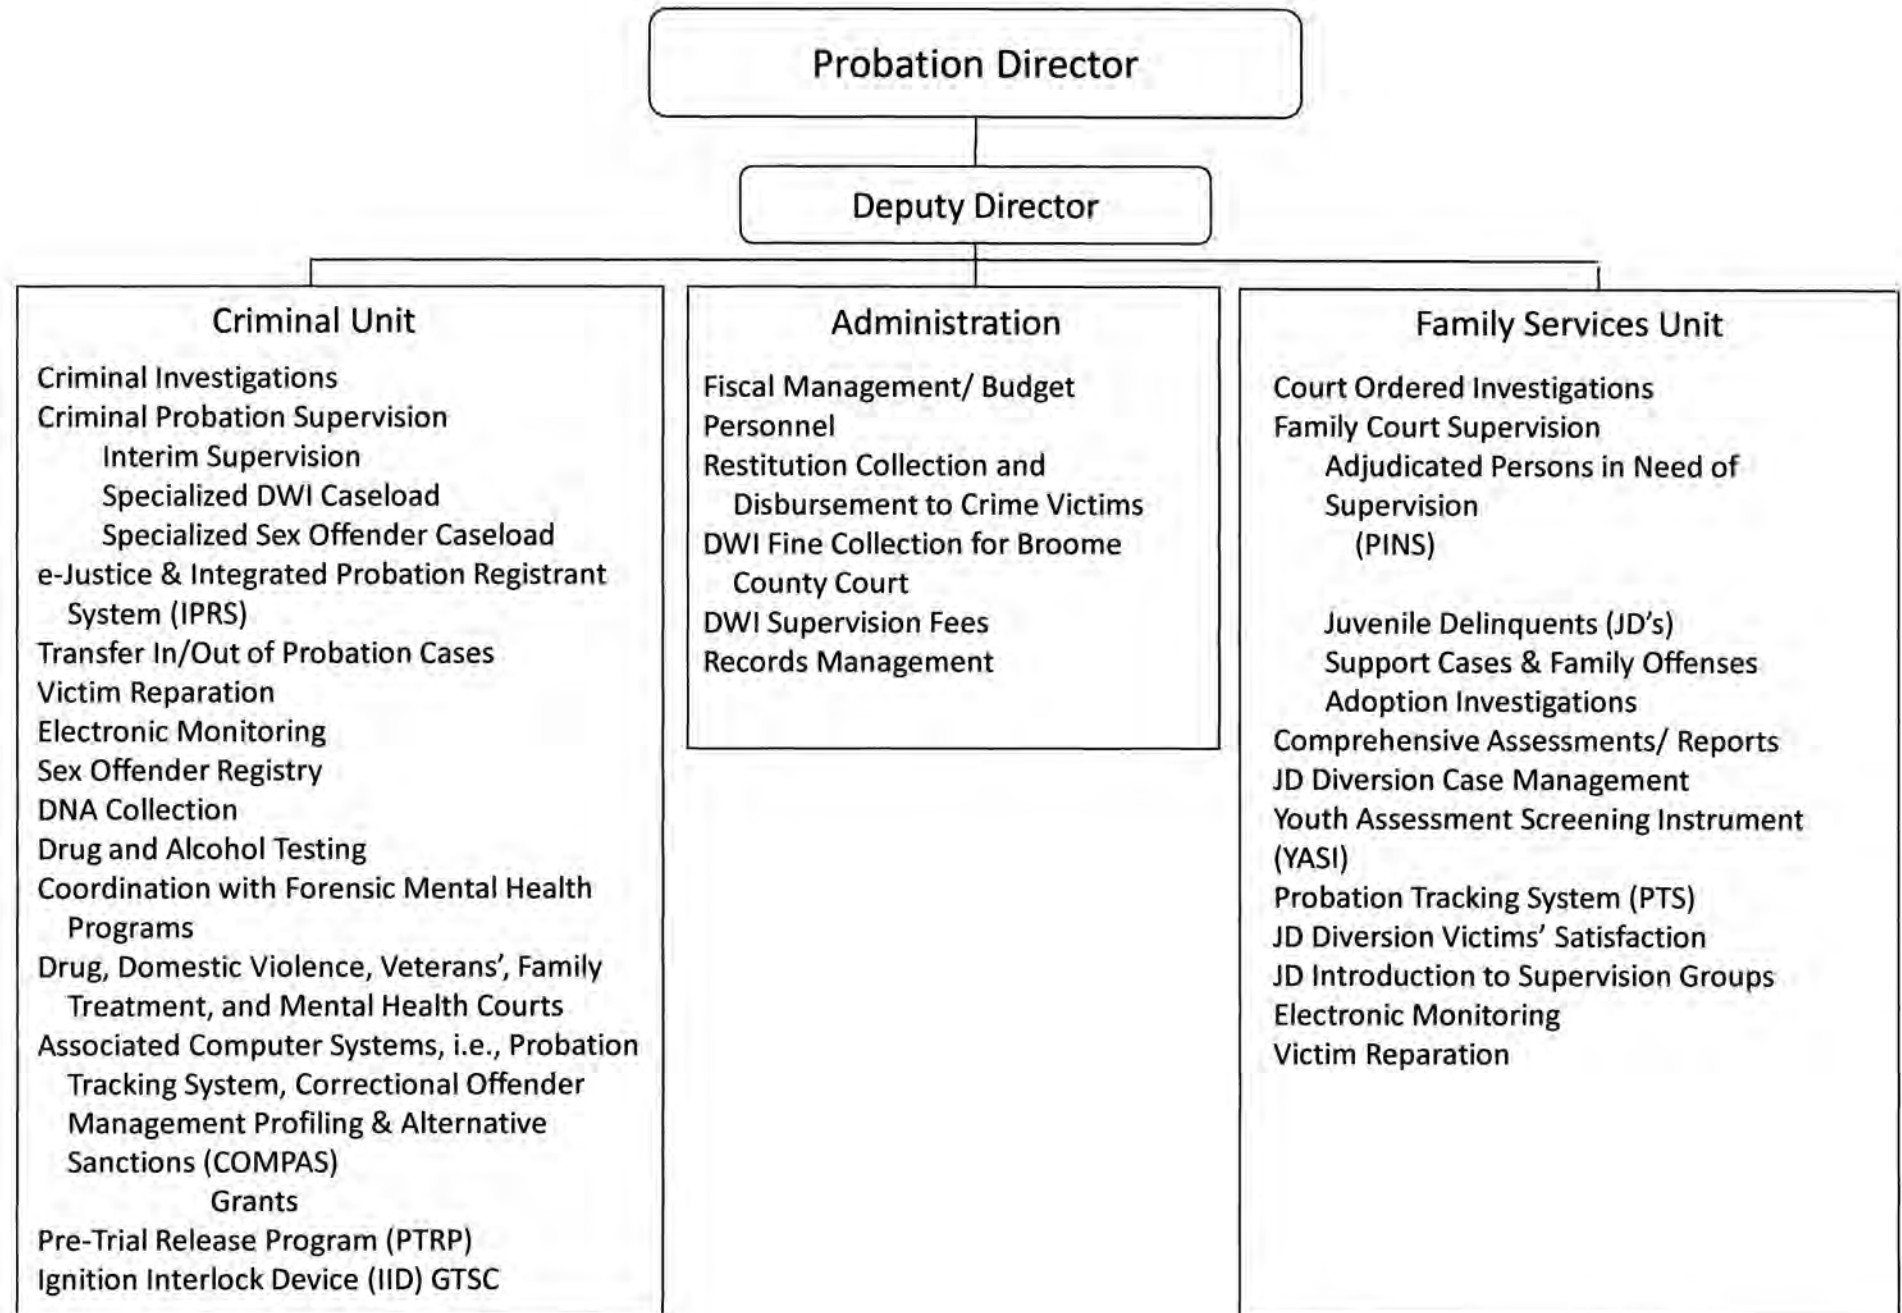 Probation Director
Deputy Director
Criminal Unit
Criminal Investigations
Criminal Probation Supervision
Interim Supervision
Specialized DWI Caseload
Specialized Sex Offender Caseload
e-Justice & Integrated Probation Registrant
System (IPRS)
Transfer In/Out of Probation Cases
Victim Reparation
Electronic Monitoring
Sex Offender Registry
DNA Collection
Drug and Alcohol Testing
Coordination with Forensic Mental Health
Programs
Drug, Domestic Violence, Veterans’, Family
Treatment, and Mental Health Courts
Associated Computer Systems, i.e., Probation
Tracking System, Correctional Offender
Management Profiling & Alternative
Sanctions (COMPAS)
Grants
Pre-Trial Release Program (PTRP)
Ignition Interlock Device (IID) GTSC
Administration
Fiscal Management/ Budget
Personnel
Restitution Collection and
Disbursement to Crime Victims
DWI Fine Collection for Broome
County Court
DWI Supervision Fees
Records Management
Family Services Unit
Court Ordered Investigations
Family Court Supervision
Adjudicated Persons in Need of
Supervision
(PINS)
Juvenile Delinquents (JD’s)
Support Cases & Family Offenses
Adoption Investigations
Comprehensive Assessments/ Reports
JD Diversion Case Management
Youth Assessment Screening Instrument
(YASI)
Probation Tracking System (PTS)
JD Diversion Victims’ Satisfaction
JD Introduction to Supervision Groups
Electronic Monitoring
Victim Reparation